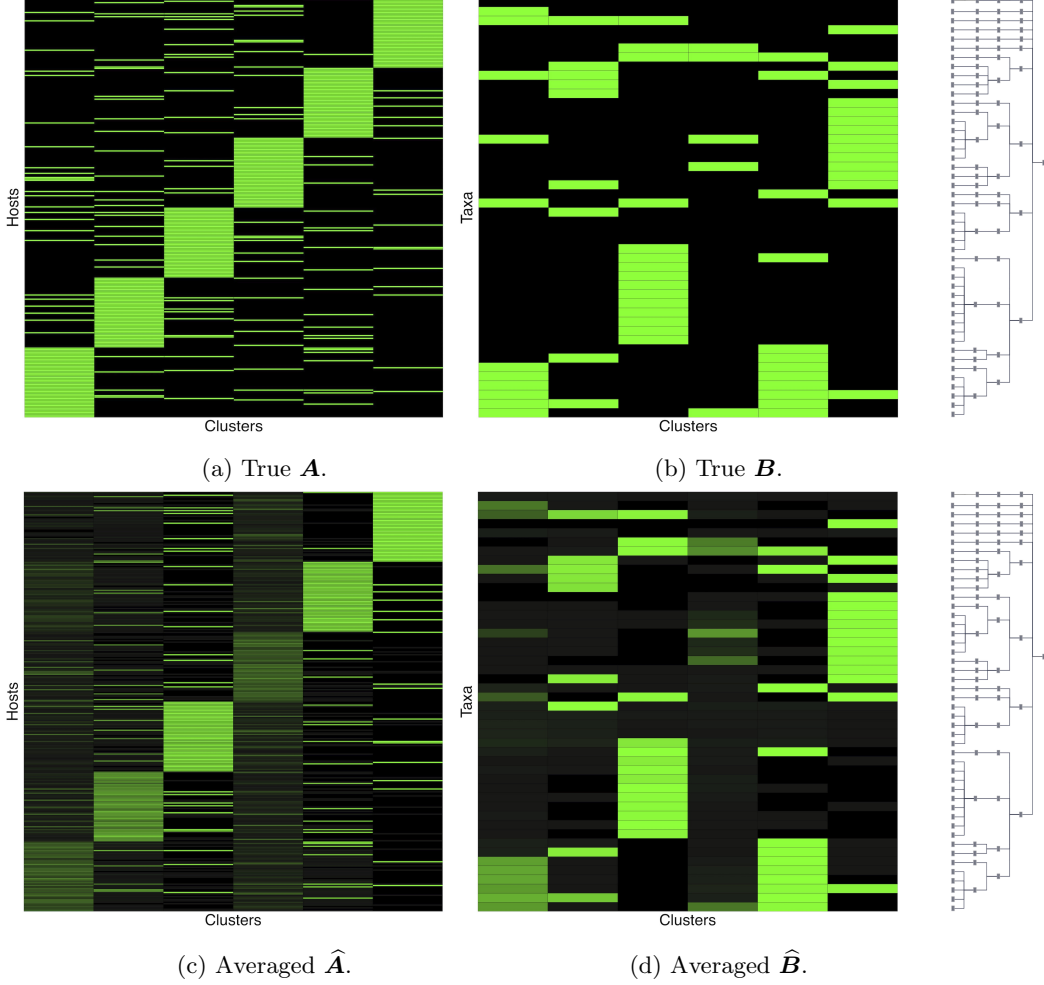 Hosts
Clusters
Taxa
Clusters
(a) True A.
(b) True B.
Hosts
Clusters
Taxa
Clusters
(c) Averaged Â.
(d) Averaged B̂.